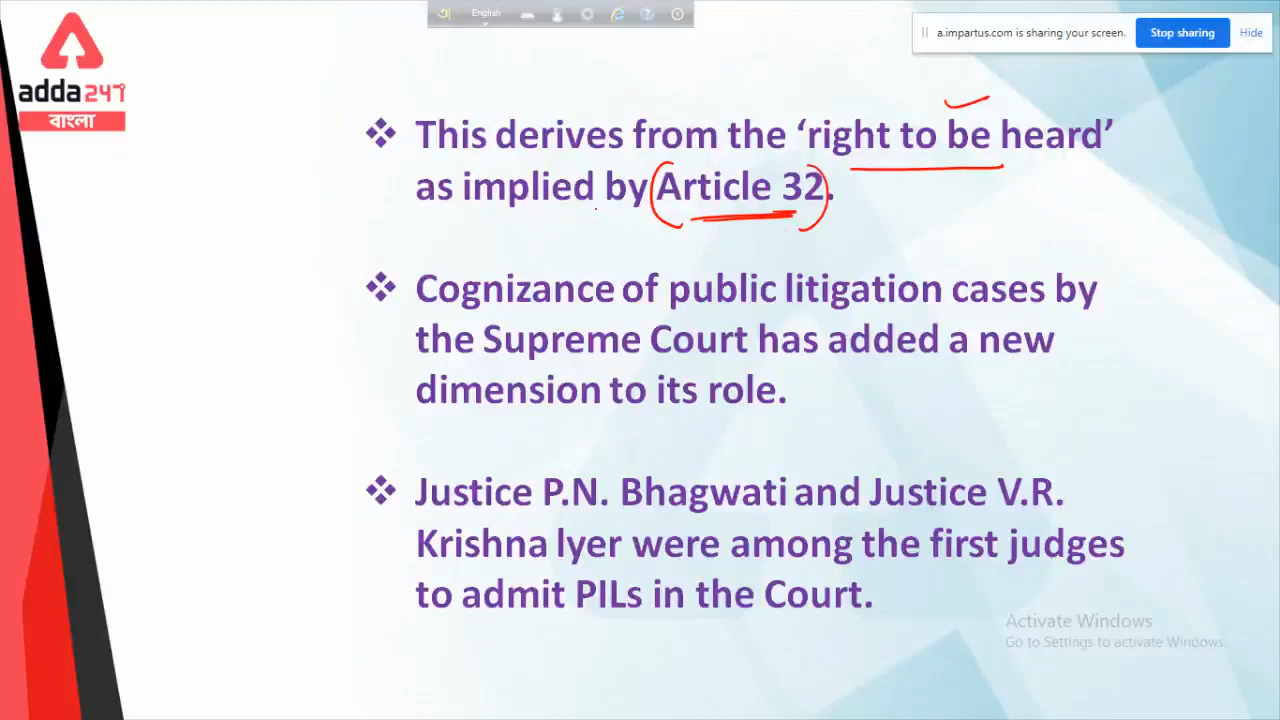 English
a.impartus.com is sharing your screen.
Stop sharing
Hide
adda247
বাংলা
This derives from the ‘right to be heard’
as implied by Article 32.
Cognizance of public litigation cases by
the Supreme Court has added a new
dimension to its role.
Justice P.N. Bhagwati and Justice V.R.
Krishna lyer were among the first judges
to admit PILs in the Court.
Activate Windows
Go to Settings to activate Windows.